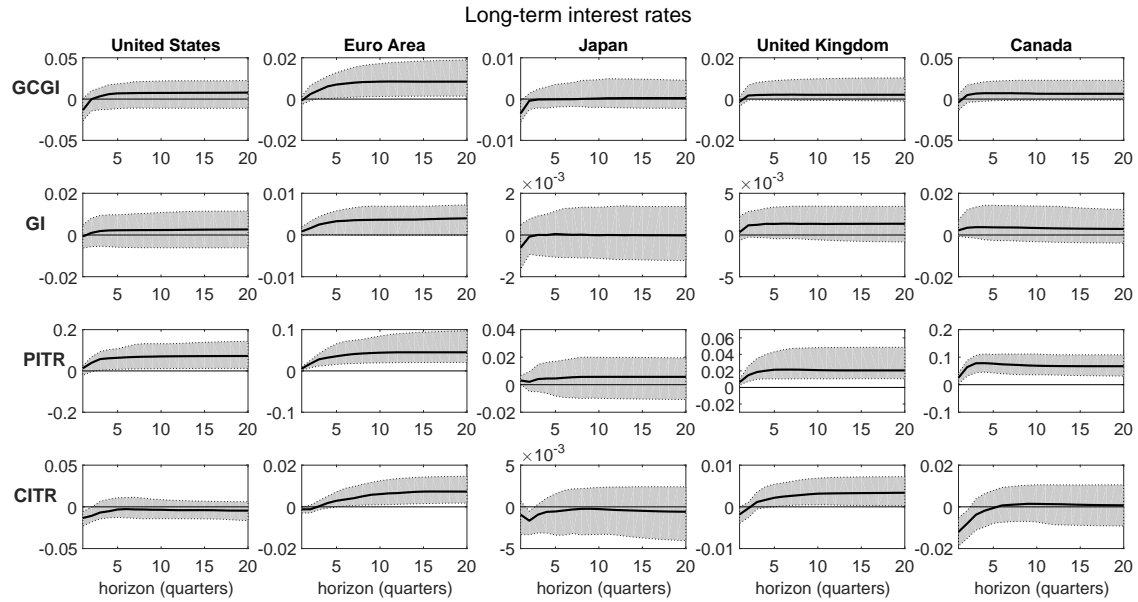 Long-term interest rates
United States Euro Area Japan United Kingdom Canada
GCGI
0.05 0 -0.05 5 10 15 20
0.02 0 -0.02 5 10 15 20
0.01 0 -0.01 5 10 15 20
0.02 0 -0.02 5 10 15 20
0.05 0 -0.05 5 10 15 20
GI
0.02 0 -0.02 5 10 15 20
0.01 0 -0.01 5 10 15 20
×10⁻³ 2 0 -2 5 10 15 20
×10⁻³ 5 0 -5 5 10 15 20
0.02 0 -0.02 5 10 15 20
PITR
0.2 0 -0.2 5 10 15 20
0.1 0 -0.1 5 10 15 20
0.04 0.02 0 -0.02 5 10 15 20
0.06 0.04 0.02 0 -0.02 5 10 15 20
0.2 0.1 0 -0.1 5 10 15 20
CITR
0.05 0 -0.05 5 10 15 20
0.02 0 -0.02 5 10 15 20
×10⁻³ 5 0 -5 5 10 15 20
0.01 0 -0.01 5 10 15 20
0.02 0 -0.02 5 10 15 20
horizon (quarters) horizon (quarters) horizon (quarters) horizon (quarters) horizon (quarters)